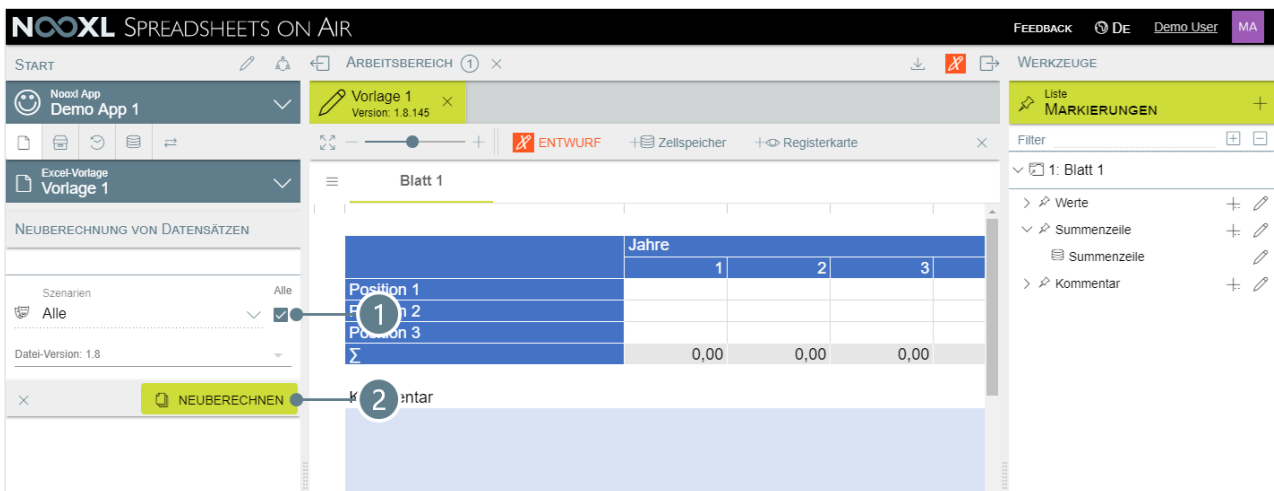 NOOXL SPREADSHEETS ON AIR
FEEDBACK DE Demo User MA
START
ARBEITSBEREICH 1
WERKZEUGE
Nooxl App
Demo App 1
Vorlage 1
Version: 1.8.145
Liste
MARKIERUNGEN
ENTWURF Zellspeicher Registerkarte
Filter
Excel-Vorlage
Vorlage 1
Blatt 1
1: Blatt 1
Werte
Summenzeile
Summenzeile
Kommentar
NEUBERECHNUNG VON DATENSÄTZEN
Szenarien Alle
Alle
Datei-Version: 1.8
NEUBERECHNEN
Jahre
1 2 3
Position 1
2
Position 3
Σ 0,00 0,00 0,00
1
2